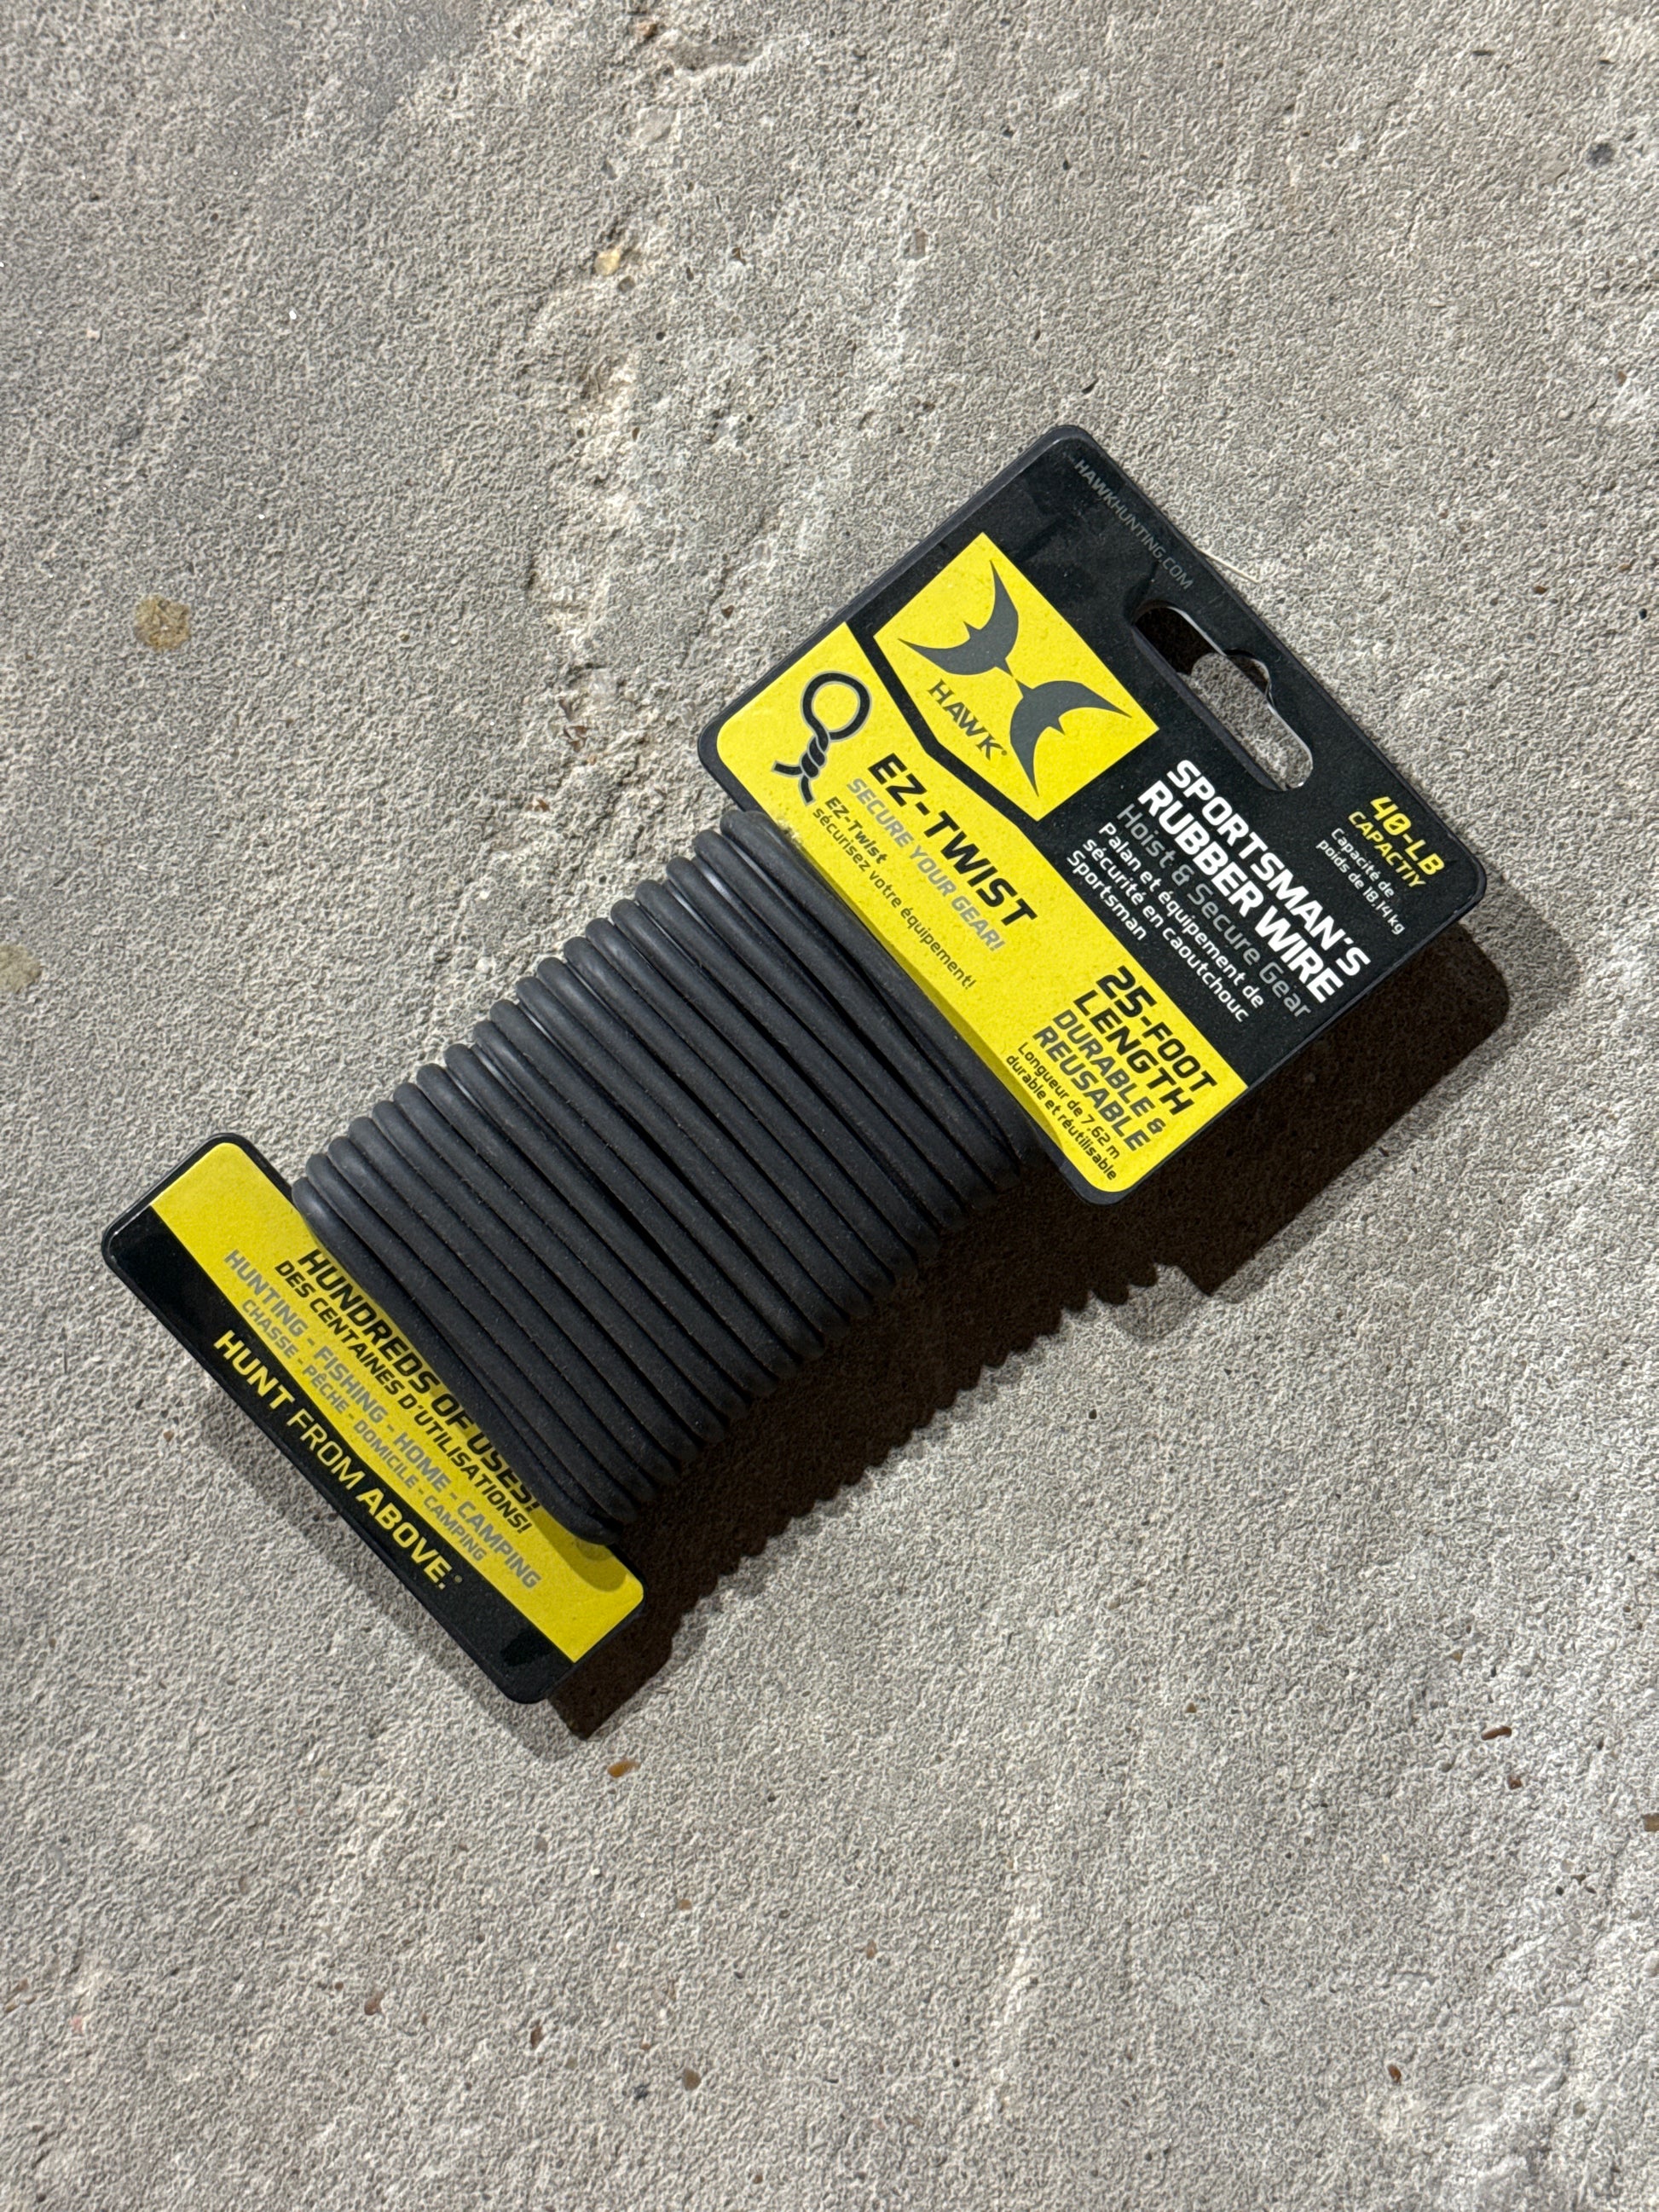 HAWKHUNTING.COM
HAWK®
40-LB
CAPACTIY
Capacité de
poids de 18,14 kg
SPORTSMAN'S
RUBBER WIRE
Hoist & Secure Gear
Palan et équipement de
sécurité en caoutchouc
Sportsman
EZ-TWIST
SECURE YOUR GEAR!
EZ-Twist
sécurisez votre équipement!
25-FOOT
LENGTH
DURABLE &
REUSABLE
Longueur de 7,62 m
durable et réutilisable
HUNDREDS OF USES!
DES CENTAINES D'UTILISATIONS!
HUNTING - FISHING - HOME - CAMPING
CHASSE - PÊCHE - DOMICILE - CAMPING
HUNT FROM ABOVE.®